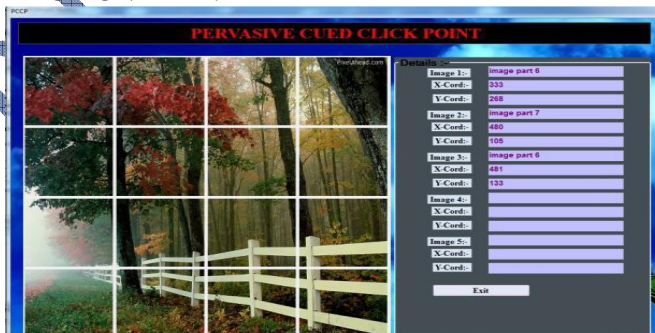 PCCP
PERVASIVE CUED CLICK POINT
PixelAhead.com
Details :-
Image 1:- image part 6
X-Cord:- 333
Y-Cord:- 268
Image 2:- image part 7
X-Cord:- 480
Y-Cord:- 105
Image 3:- image part 6
X-Cord:- 481
Y-Cord:- 133
Image 4:-
X-Cord:-
Y-Cord:-
Image 5:-
X-Cord:-
Y-Cord:-
Exit